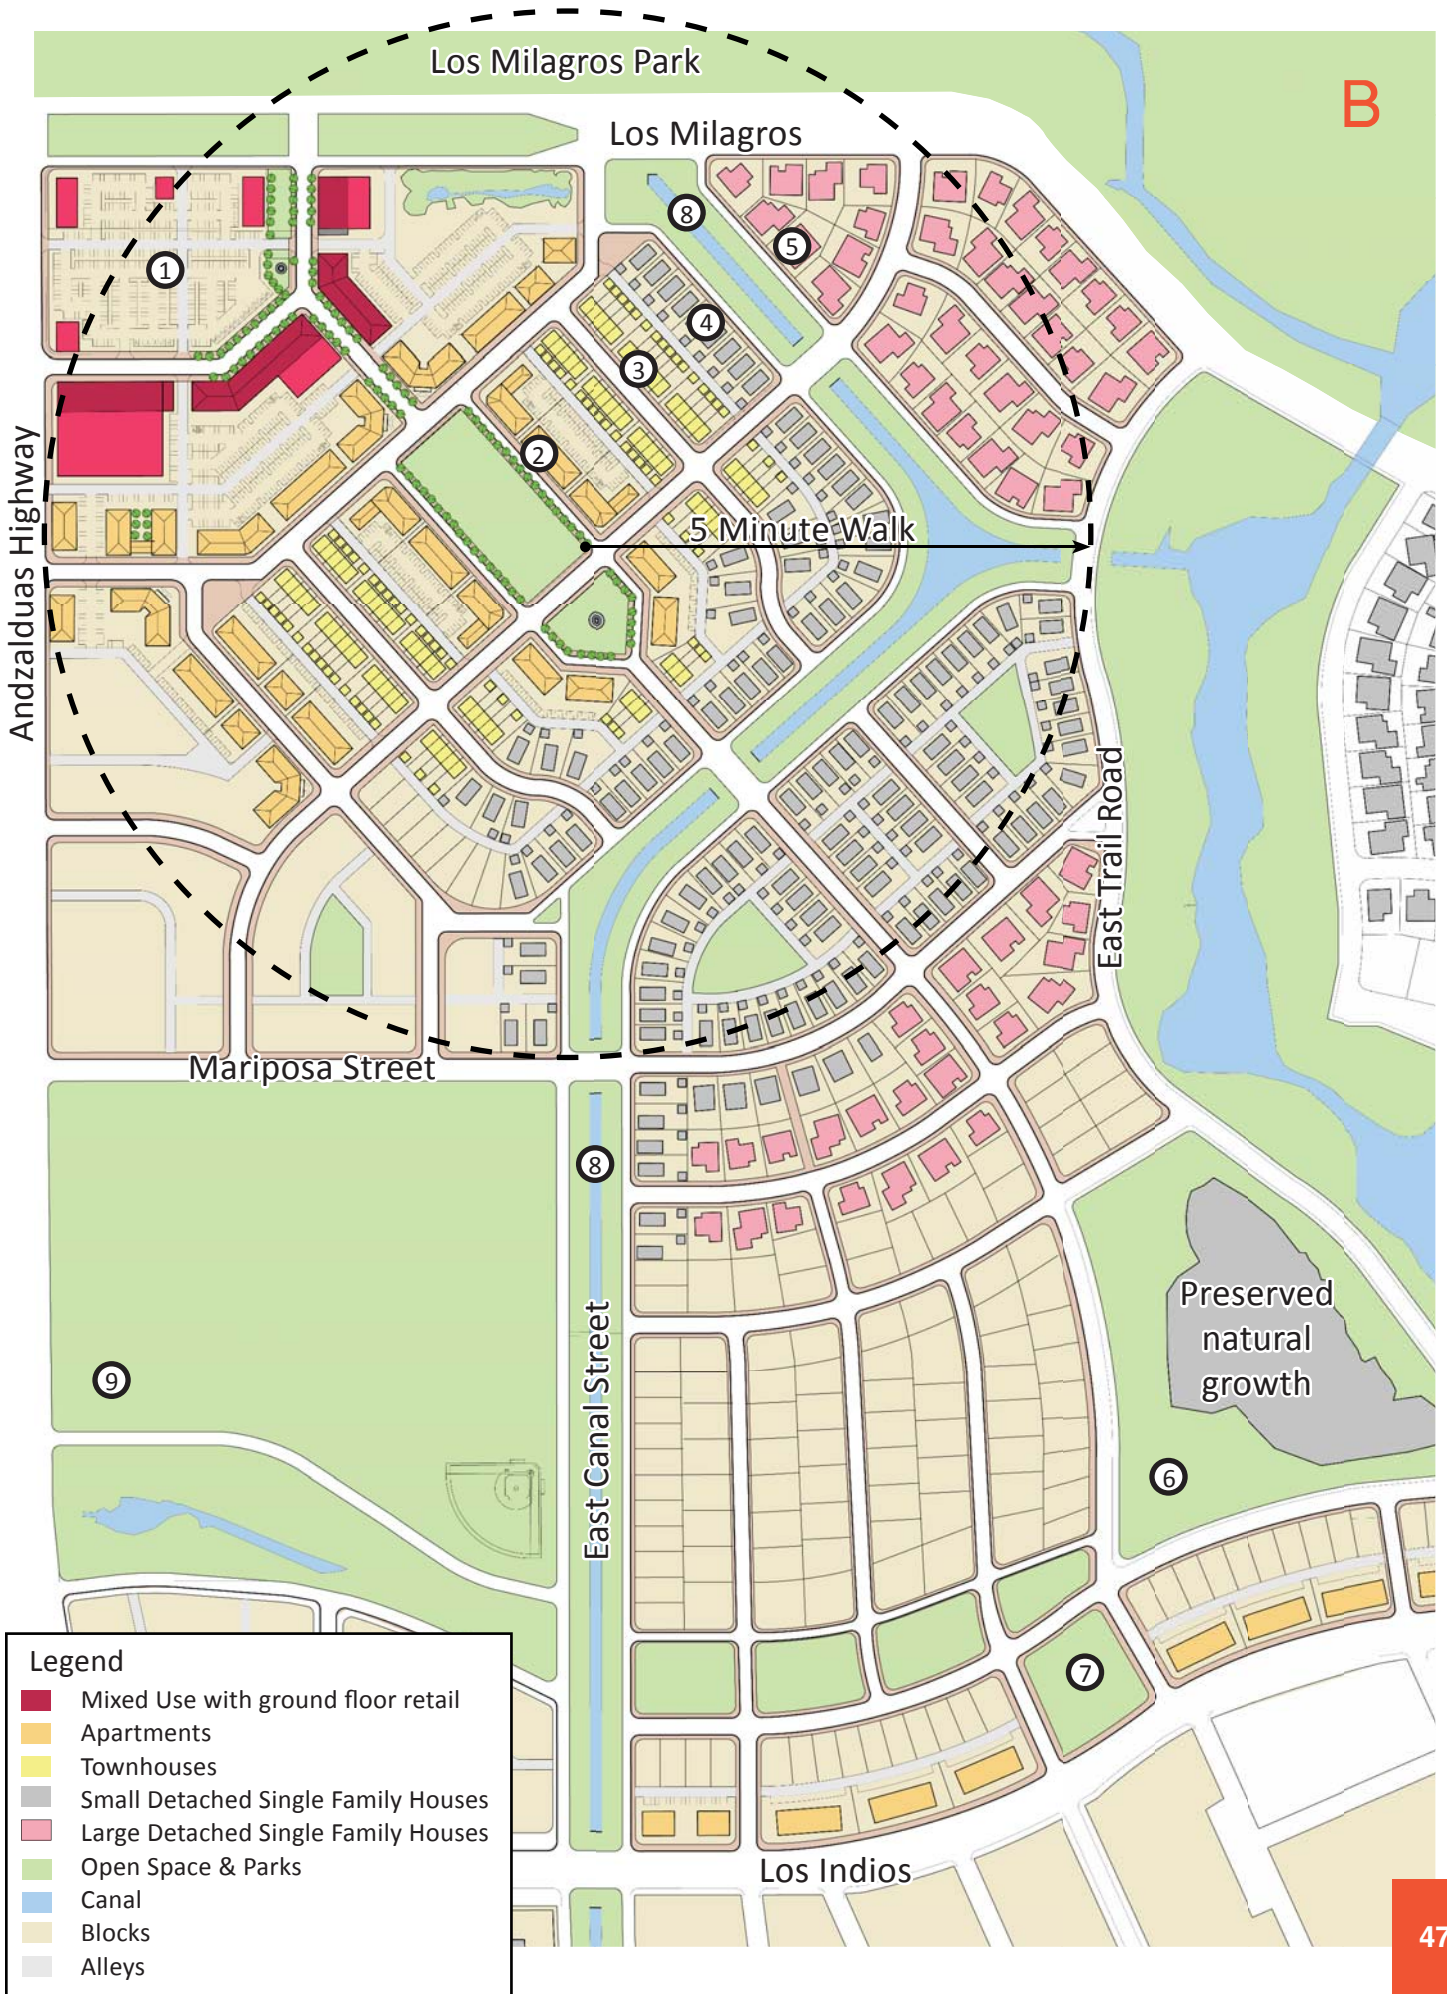 Los Milagros Park
B
Los Milagros
8
5
1
4
3
2
5 Minute Walk
Andzalduas Highway
East Trail Road
Mariposa Street
8
Preserved
natural
growth
9
East Canal Street
6
7
Legend
Mixed Use with ground floor retail
Apartments
Townhouses
Small Detached Single Family Houses
Large Detached Single Family Houses
Open Space & Parks
Canal
Blocks
Alleys
Los Indios
47